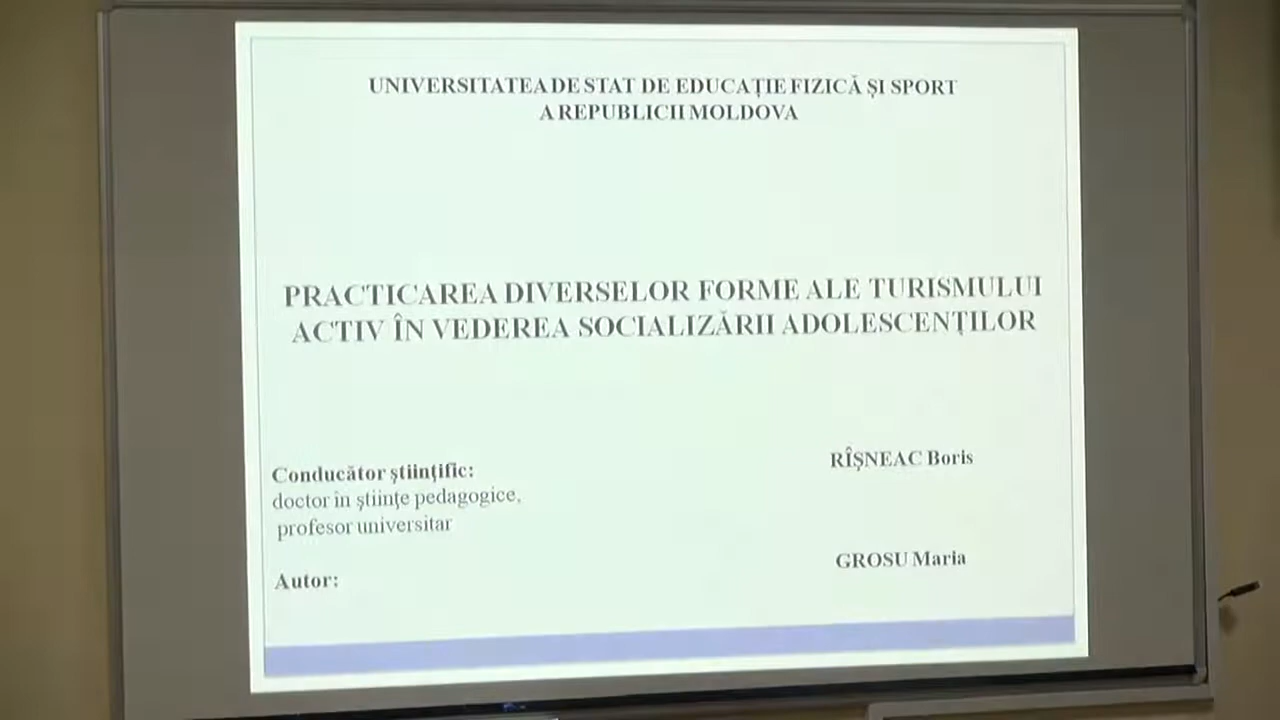 UNIVERSITATEA DE STAT DE EDUCAȚIE FIZICĂ ȘI SPORT
A REPUBLICII MOLDOVA
PRACTICAREA DIVERSELOR FORME ALE TURISMULUI
ACTIV ÎN VEDEREA SOCIALIZĂRII ADOLESCENȚILOR
Conducător științific:
RÎȘNEAC Boris
doctor în științe pedagogice,
profesor universitar
Autor:
GROSU Maria